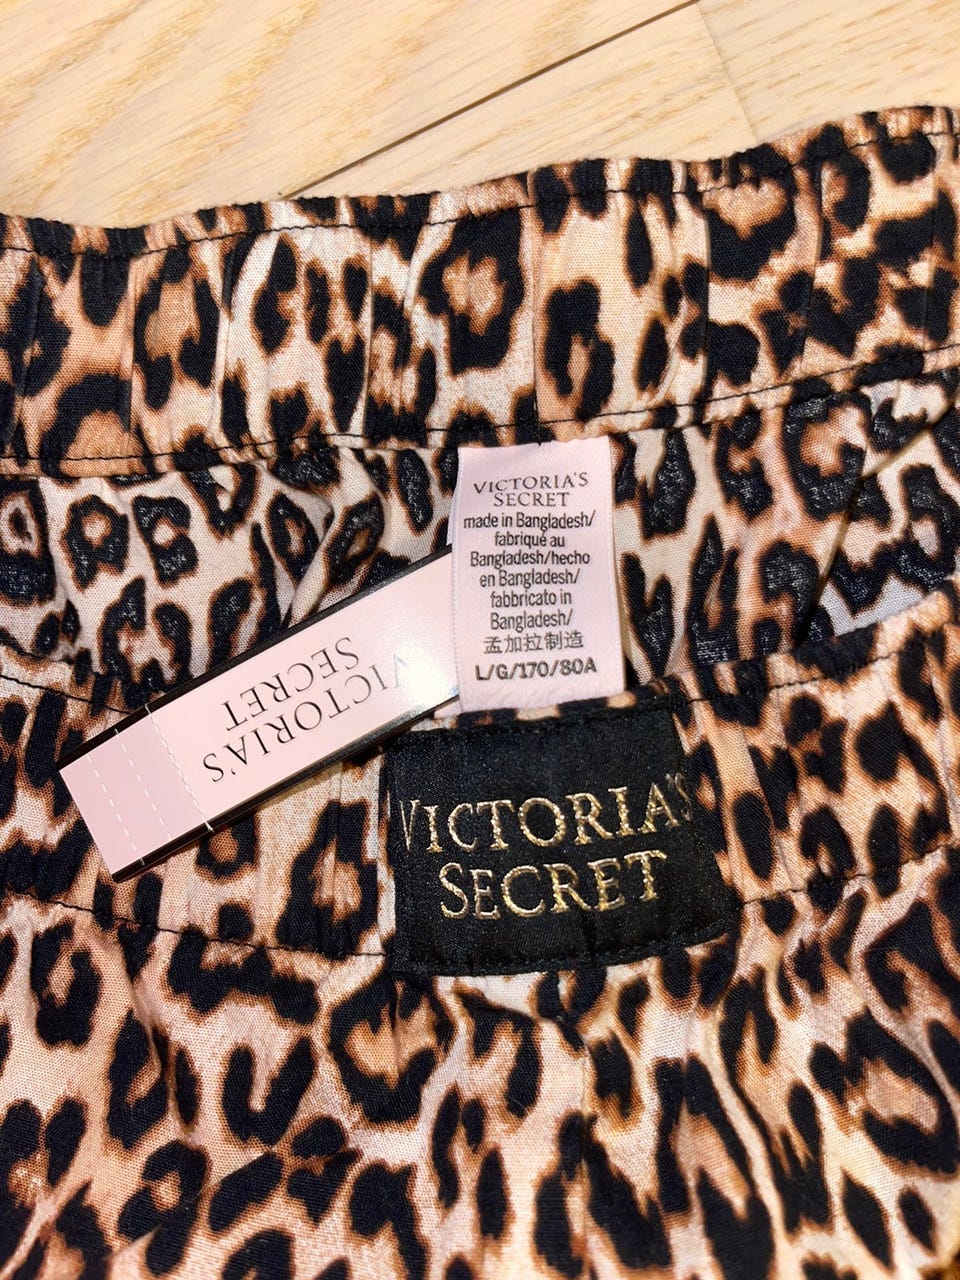 VICTORIA'S
SECRET
made in Bangladesh/
fabriqué au
Bangladesh/hecho
en Bangladesh/
fabbricato in
Bangladesh/
孟加拉制造
L/G/170/80A
VICTORIA'S
SECRET
VICTORIA'S
SECRET